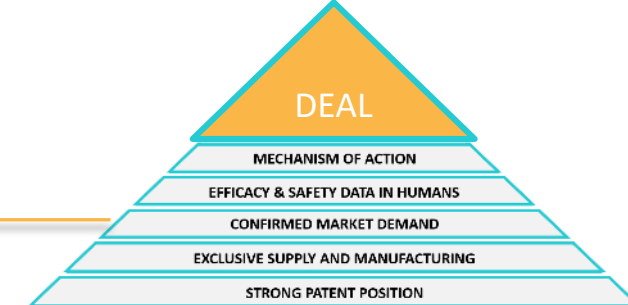 DEAL
MECHANISM OF ACTION
EFFICACY & SAFETY DATA IN HUMANS
CONFIRMED MARKET DEMAND
EXCLUSIVE SUPPLY AND MANUFACTURING
STRONG PATENT POSITION